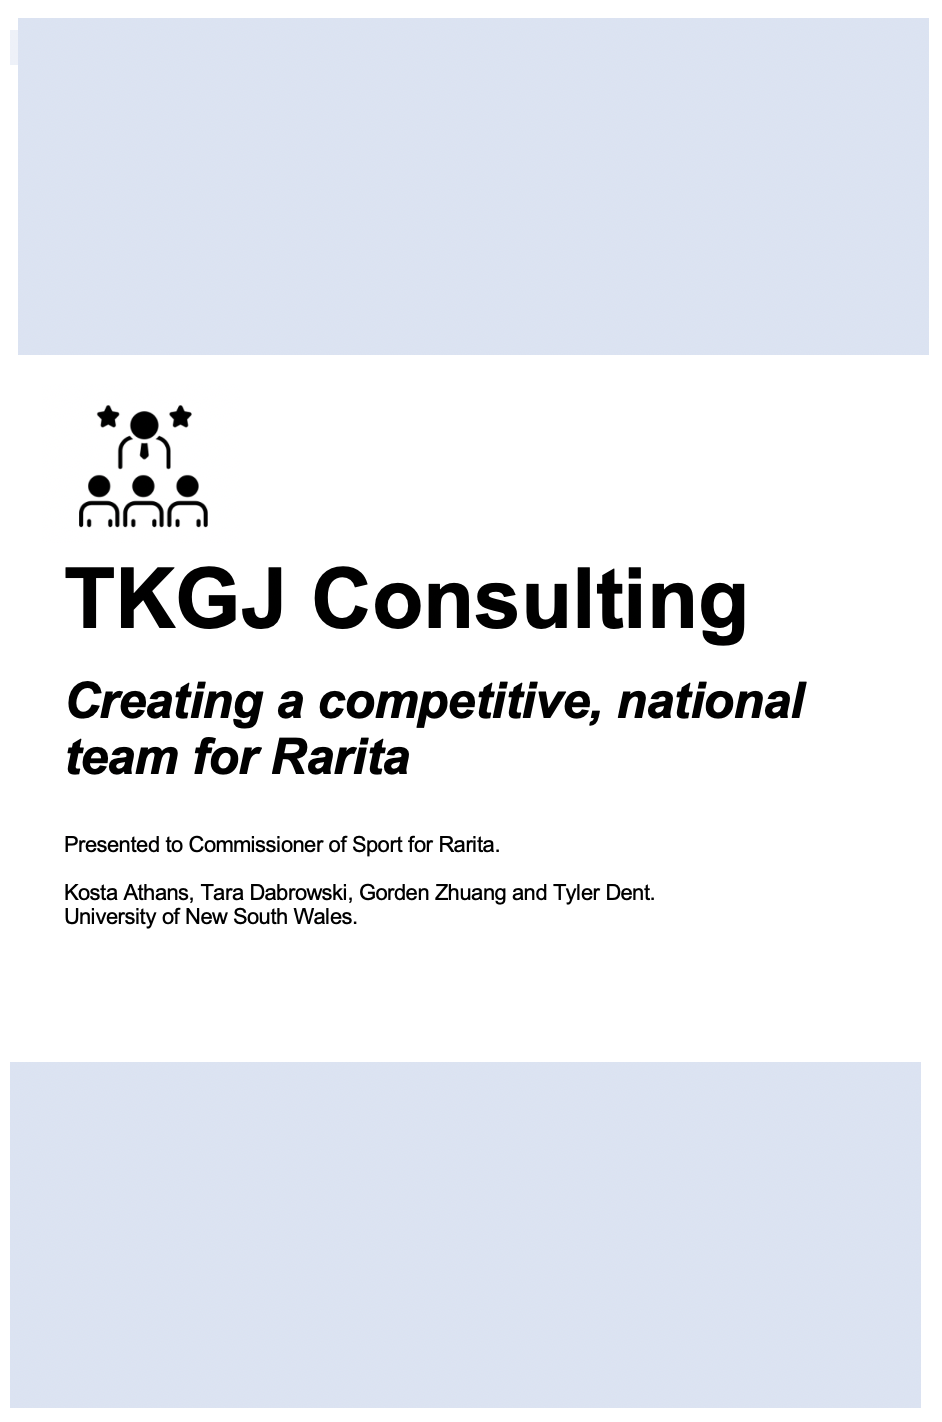 TKGJ Consulting
Creating a competitive, national
team for Rarita
Presented to Commissioner of Sport for Rarita.
Kosta Athans, Tara Dabrowski, Gorden Zhuang and Tyler Dent.
University of New South Wales.